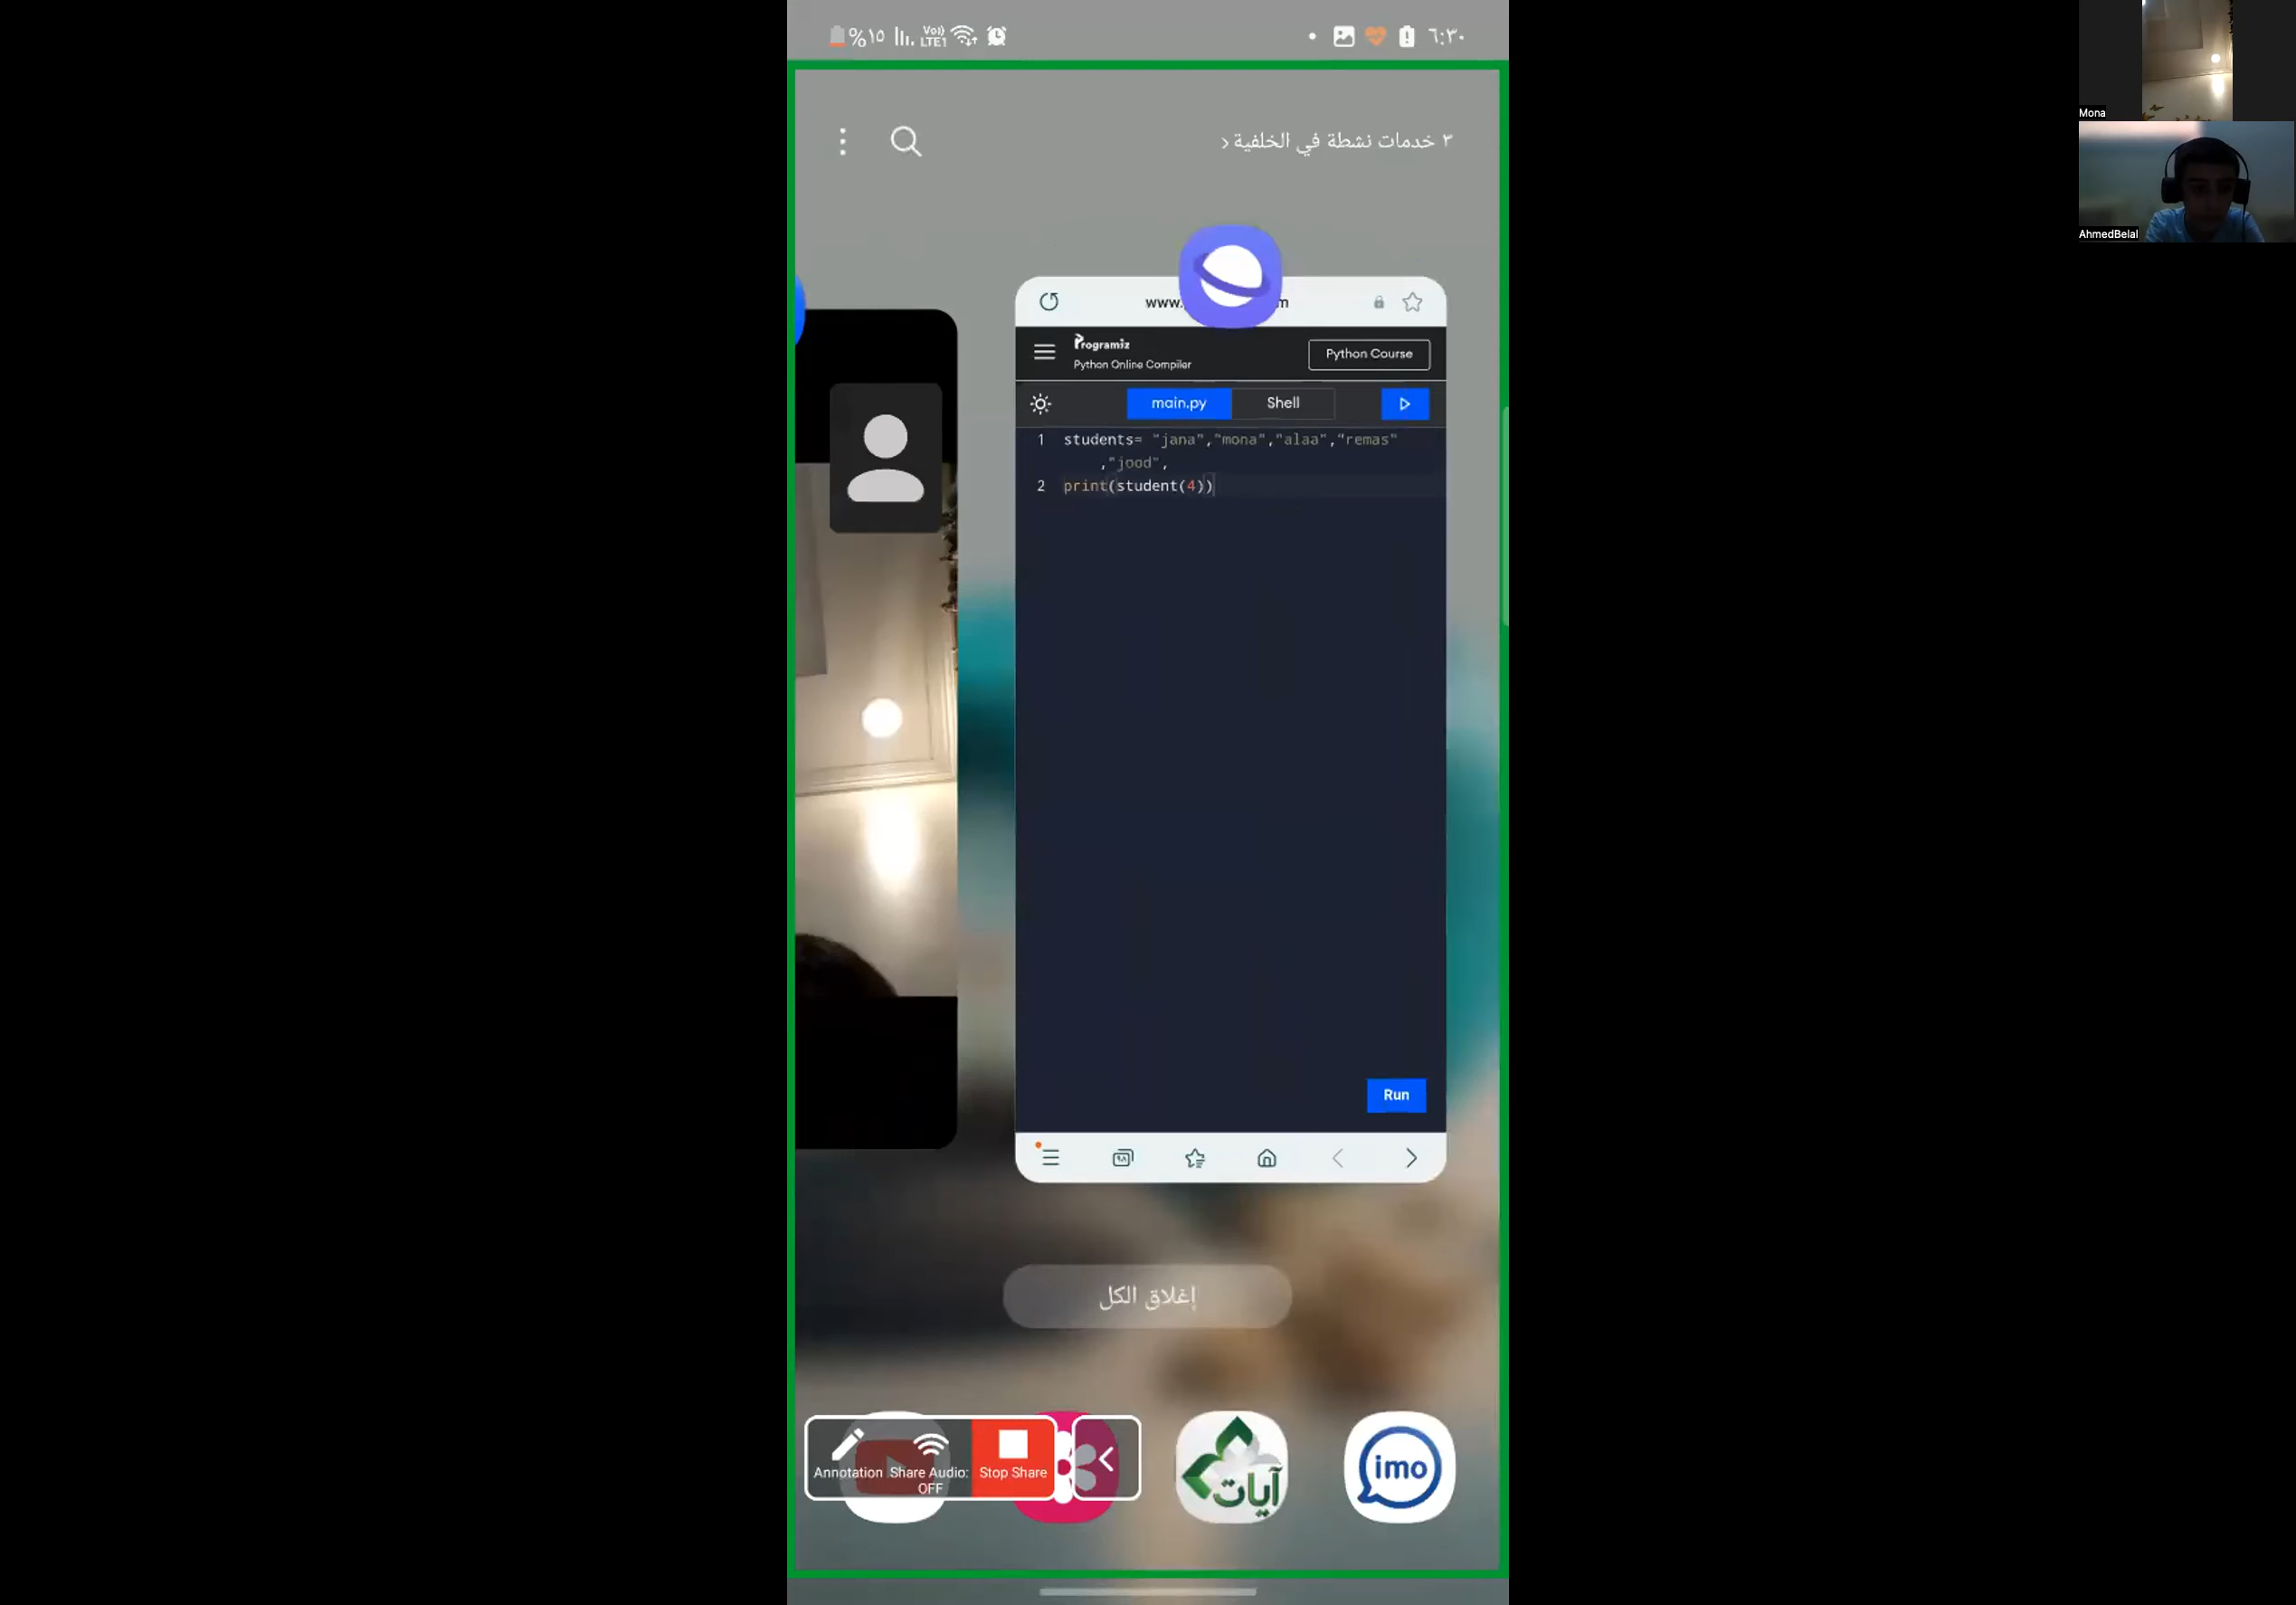 %١٥ Vo)) LTE1 ٦:٣٠
٣ خدمات نشطة في الخلفية >
www. m
Programiz
Python Online Compiler
Python Course
main.py Shell
1 students= "jana","mona","alaa","remas"
,"jood",
2 print(student(4))
Run
إغلاق الكل
Annotation Share Audio: OFF Stop Share
آيات
imo
Mona
AhmedBelal